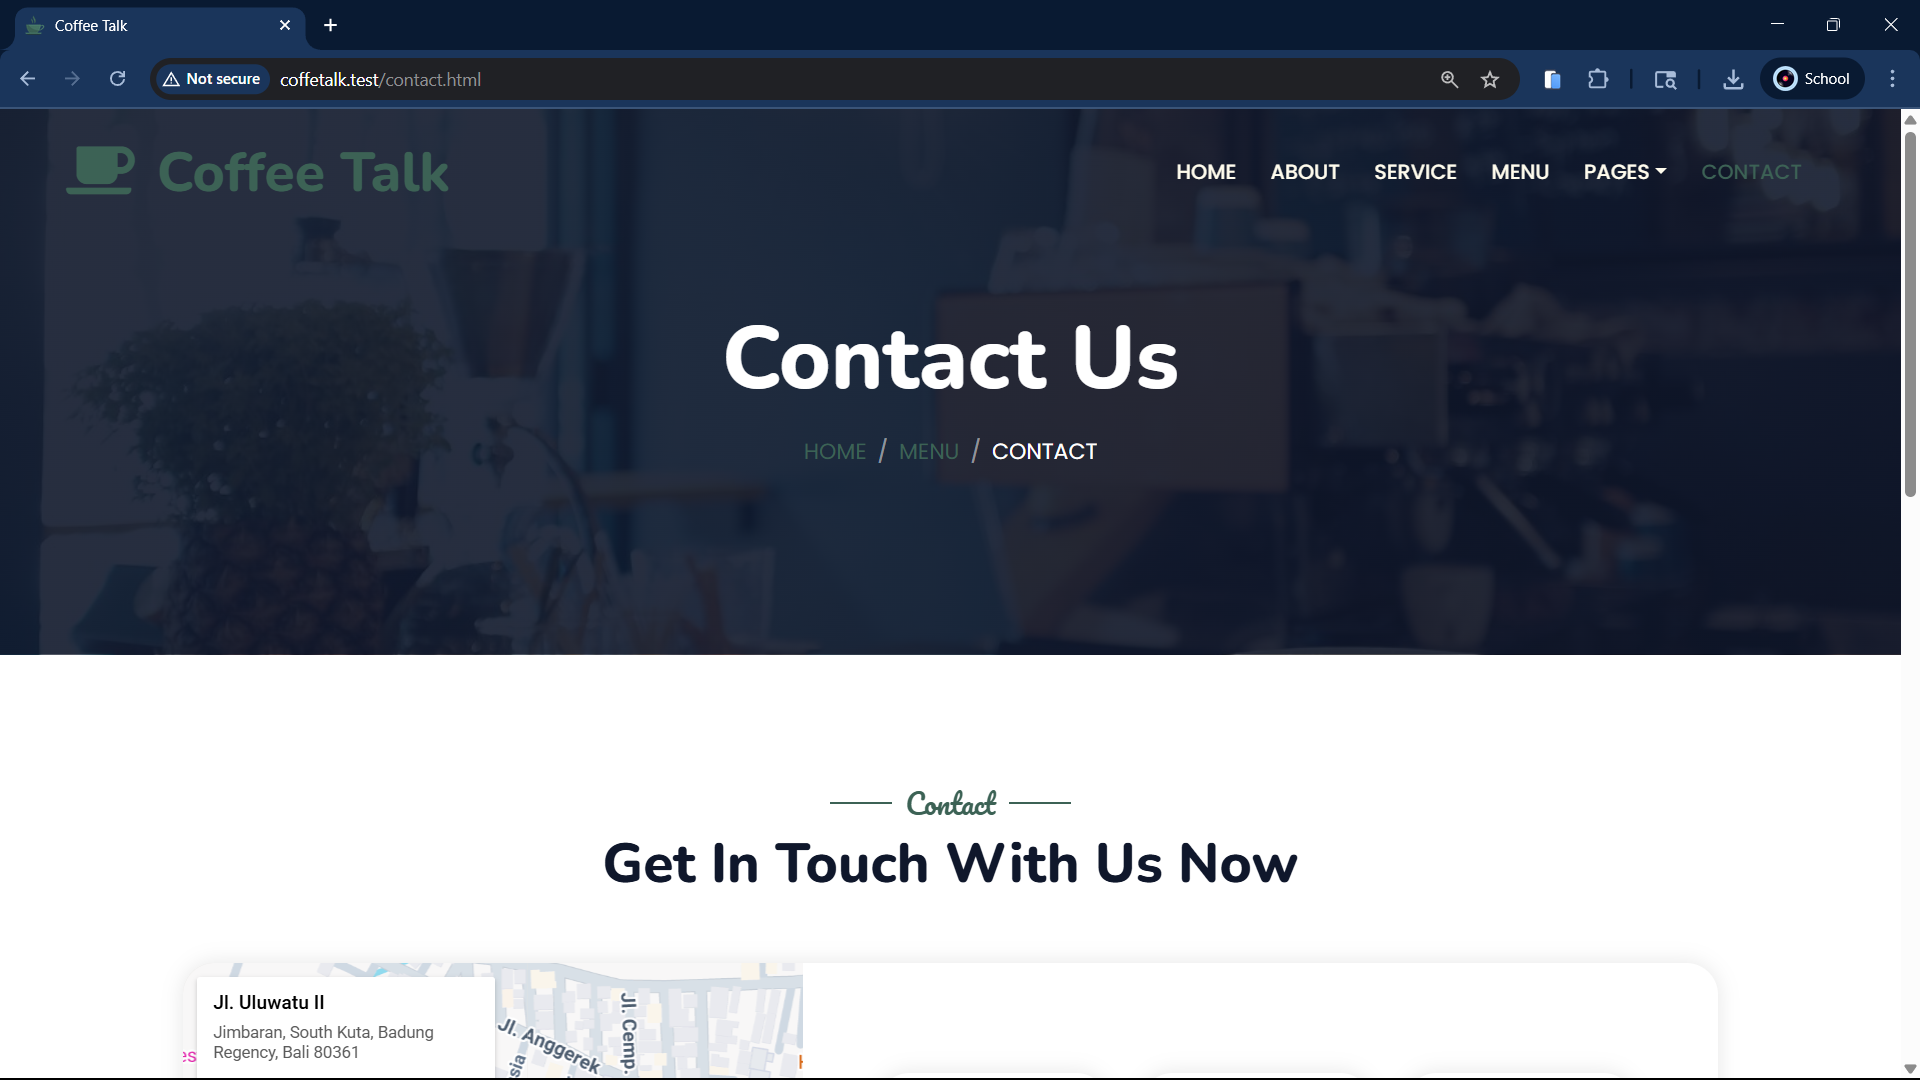 Coffee Talk
Not secure
coffetalk.test/contact.html
School
Coffee Talk
HOME
ABOUT
SERVICE
MENU
PAGES
CONTACT
Contact Us
HOME / MENU / CONTACT
Contact
Get In Touch With Us Now
Jl. Uluwatu II
Jimbaran, South Kuta, Badung
Regency, Bali 80361
es
Jl. Anggerek
Jl. Cemp.
sia